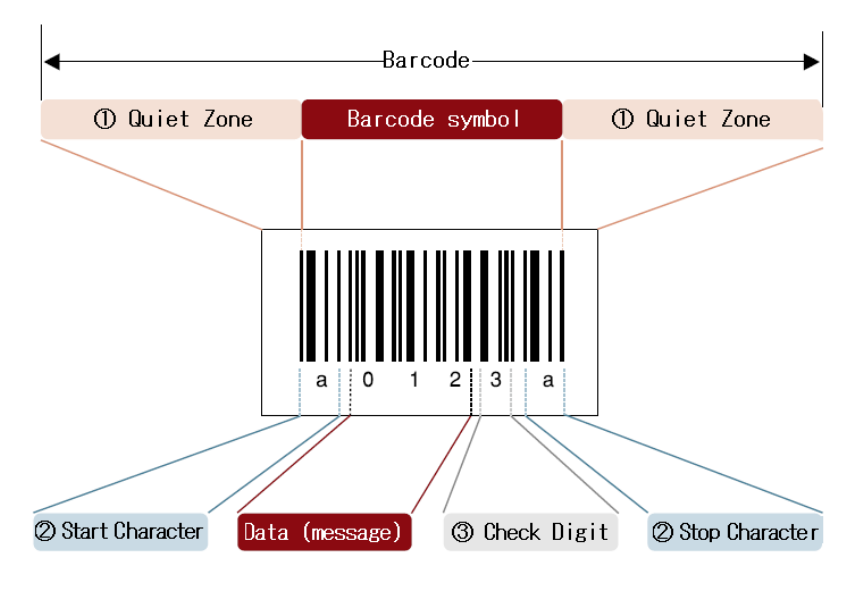 Barcode
① Quiet Zone Barcode symbol ① Quiet Zone
a 0 1 2 3 a
② Start Character Data (message) ③ Check Digit ② Stop Character